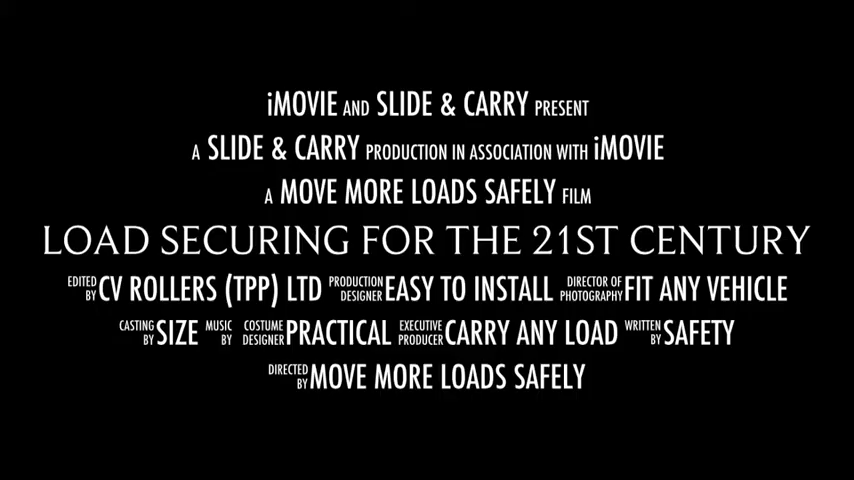 iMOVIE AND SLIDE & CARRY PRESENT
A SLIDE & CARRY PRODUCTION IN ASSOCIATION WITH iMOVIE
A MOVE MORE LOADS SAFELY FILM
LOAD SECURING FOR THE 21ST CENTURY
EDITED BY CV ROLLERS (TPP) LTD PRODUCTION DESIGNER EASY TO INSTALL DIRECTOR OF PHOTOGRAPHY FIT ANY VEHICLE
CASTING BY SIZE MUSIC BY COSTUME DESIGNER PRACTICAL EXECUTIVE PRODUCER CARRY ANY LOAD WRITTEN BY SAFETY
DIRECTED BY MOVE MORE LOADS SAFELY